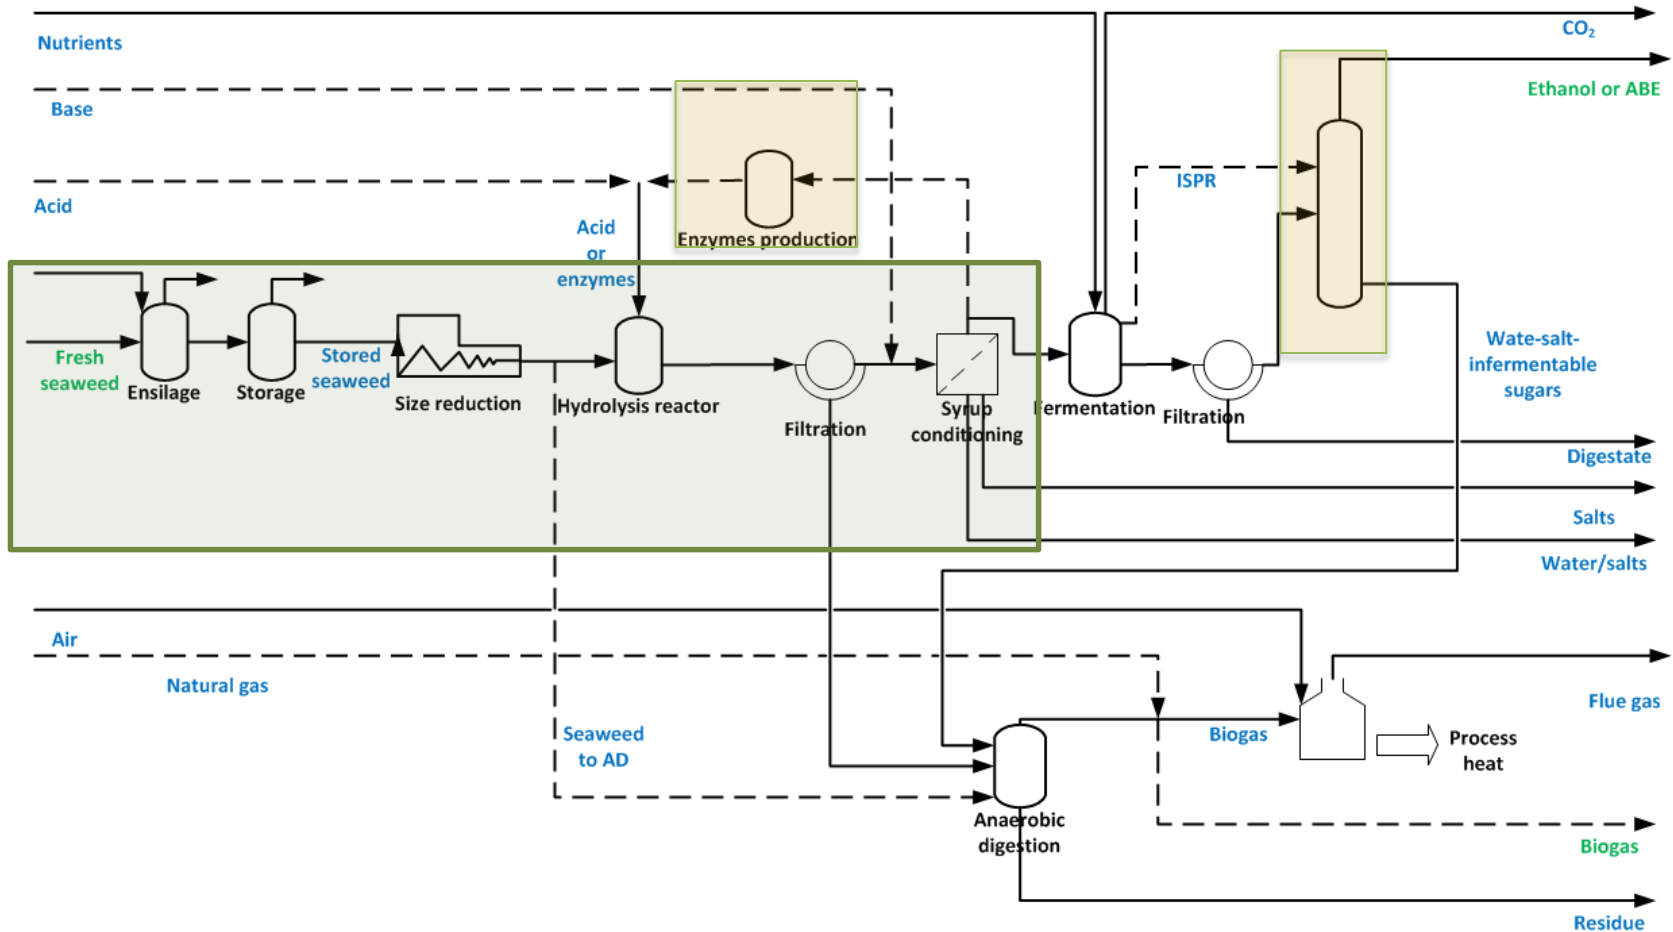 CO₂
Nutrients
Ethanol or ABE
Base
ISPR
Acid
Acid
or
enzymes
Enzymes production
Fresh
seaweed
Ensilage
Storage
Stored
seaweed
Size reduction
Hydrolysis reactor
Filtration
Syrup
conditioning
Fermentation
Filtration
Wate-salt-
infermentable
sugars
Digestate
Salts
Water/salts
Air
Natural gas
Flue gas
Seaweed
to AD
Biogas
Process
heat
Anaerobic
digestion
Biogas
Residue